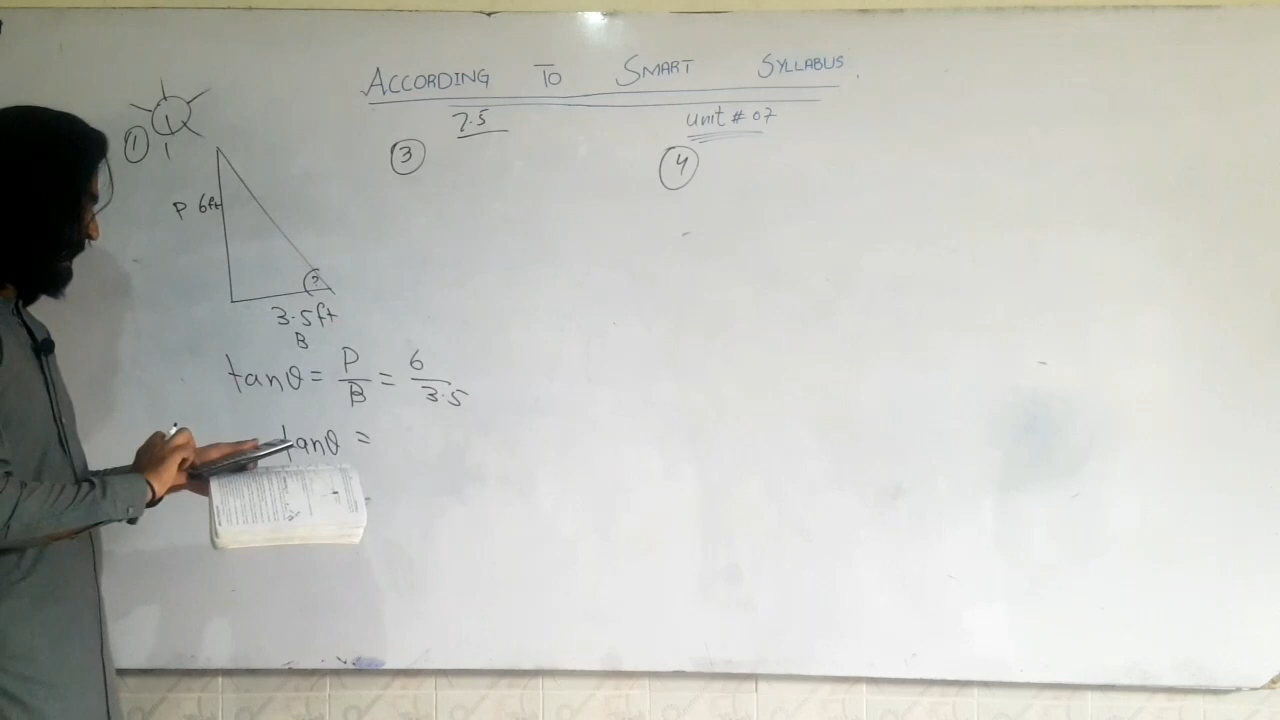 ACCORDING TO SMART SYLLABUS.
7.5 Unit # 07
① ③ ④
P 6ft
?
3.5ft
B
tanθ = P/B = 6/3.5
tanθ =